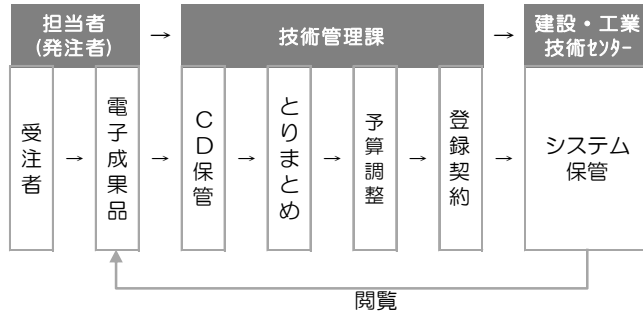 担当者
(発注者)
→
技術管理課
→
建設・工業
技術ｾﾝﾀｰ
受注者
→
電子成果品
→
ＣＤ保管
→
とりまとめ
→
予算調整
→
登録契約
→
システム
保管
閲覧